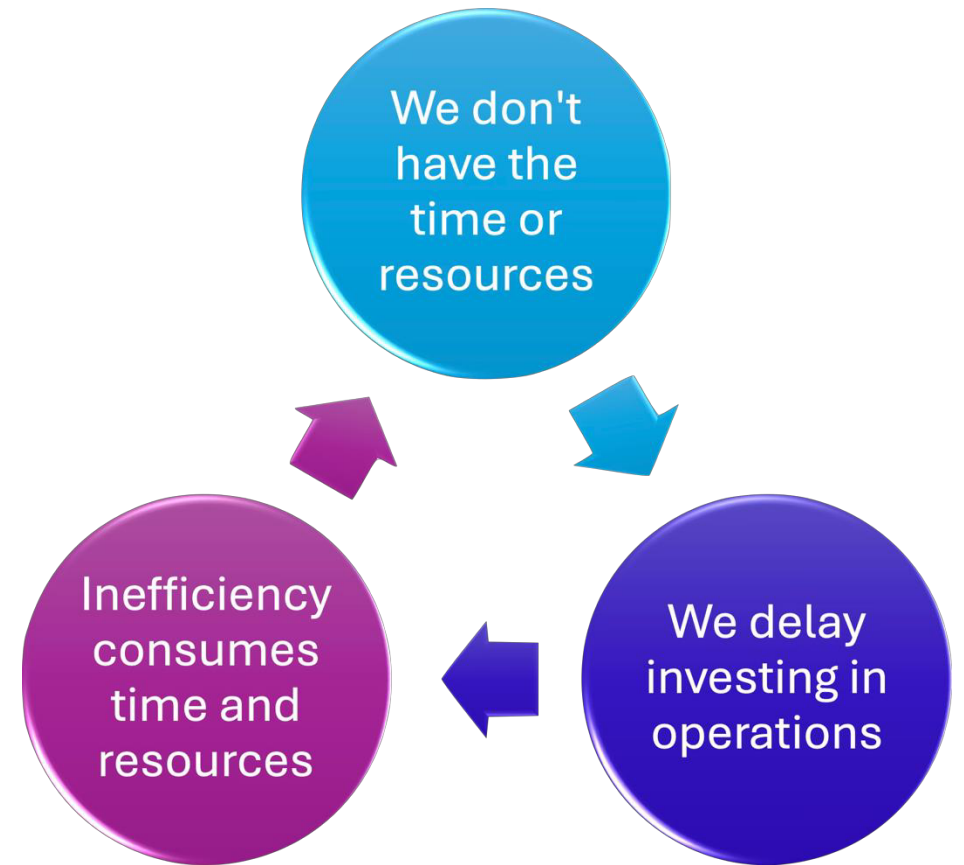 We don't
have the
time or
resources
We delay
investing in
operations
Inefficiency
consumes
time and
resources